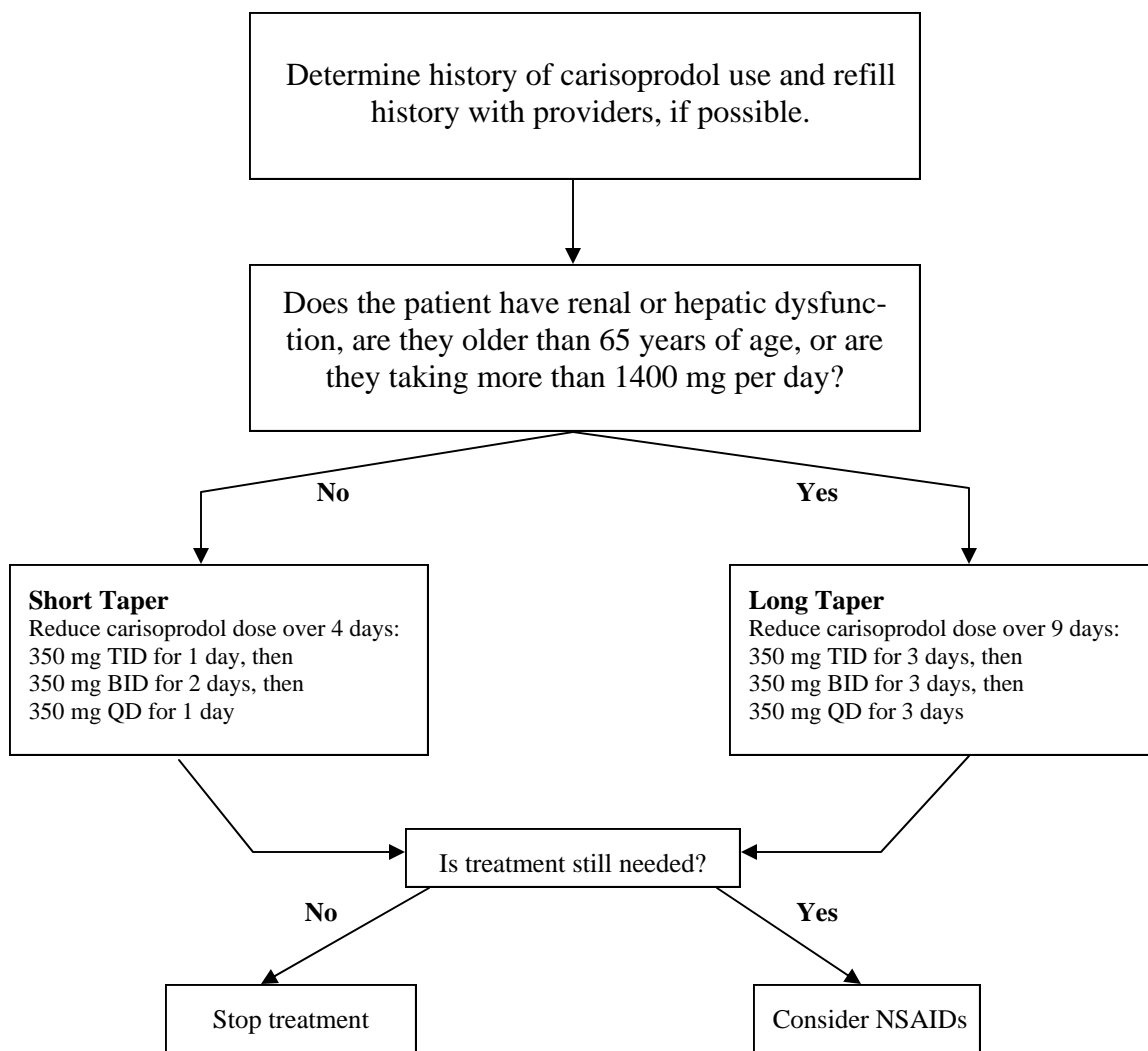 Determine history of carisoprodol use and refill
history with providers, if possible.
Does the patient have renal or hepatic dysfunc-
tion, are they older than 65 years of age, or are
they taking more than 1400 mg per day?
No
Yes
Short Taper
Reduce carisoprodol dose over 4 days:
350 mg TID for 1 day, then
350 mg BID for 2 days, then
350 mg QD for 1 day
Long Taper
Reduce carisoprodol dose over 9 days:
350 mg TID for 3 days, then
350 mg BID for 3 days, then
350 mg QD for 3 days
Is treatment still needed?
No
Yes
Stop treatment
Consider NSAIDs